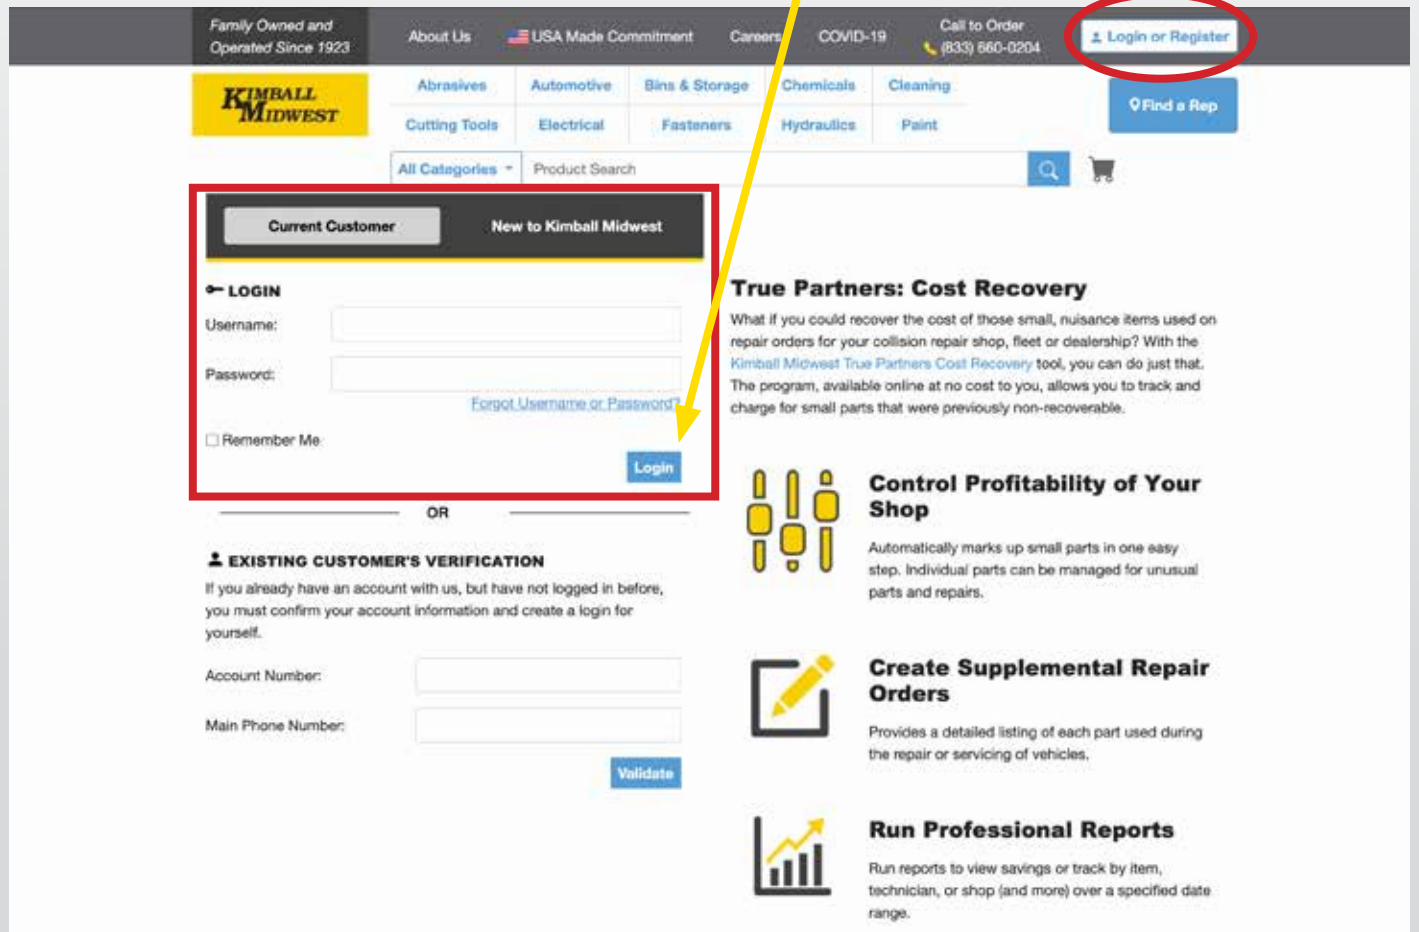 Family Owned and
Operated Since 1923
About Us
USA Made Commitment
Careers
COVID-19
Call to Order
(833) 660-0204
Login or Register
KIMBALL
MIDWEST
Abrasives
Automotive
Bins & Storage
Chemicals
Cleaning
Cutting Tools
Electrical
Fasteners
Hydraulics
Paint
Find a Rep
All Categories
Product Search
Current Customer
New to Kimball Midwest
LOGIN
Username:
Password:
Forgot Username or Password?
Remember Me
Login
OR
EXISTING CUSTOMER'S VERIFICATION
If you already have an account with us, but have not logged in before,
you must confirm your account information and create a login for
yourself.
Account Number:
Main Phone Number:
Validate
True Partners: Cost Recovery
What if you could recover the cost of those small, nuisance items used on
repair orders for your collision repair shop, fleet or dealership? With the
Kimball Midwest True Partners Cost Recovery tool, you can do just that.
The program, available online at no cost to you, allows you to track and
charge for small parts that were previously non-recoverable.
Control Profitability of Your
Shop
Automatically marks up small parts in one easy
step. Individual parts can be managed for unusual
parts and repairs.
Create Supplemental Repair
Orders
Provides a detailed listing of each part used during
the repair or servicing of vehicles.
Run Professional Reports
Run reports to view savings or track by item,
technician, or shop (and more) over a specified date
range.